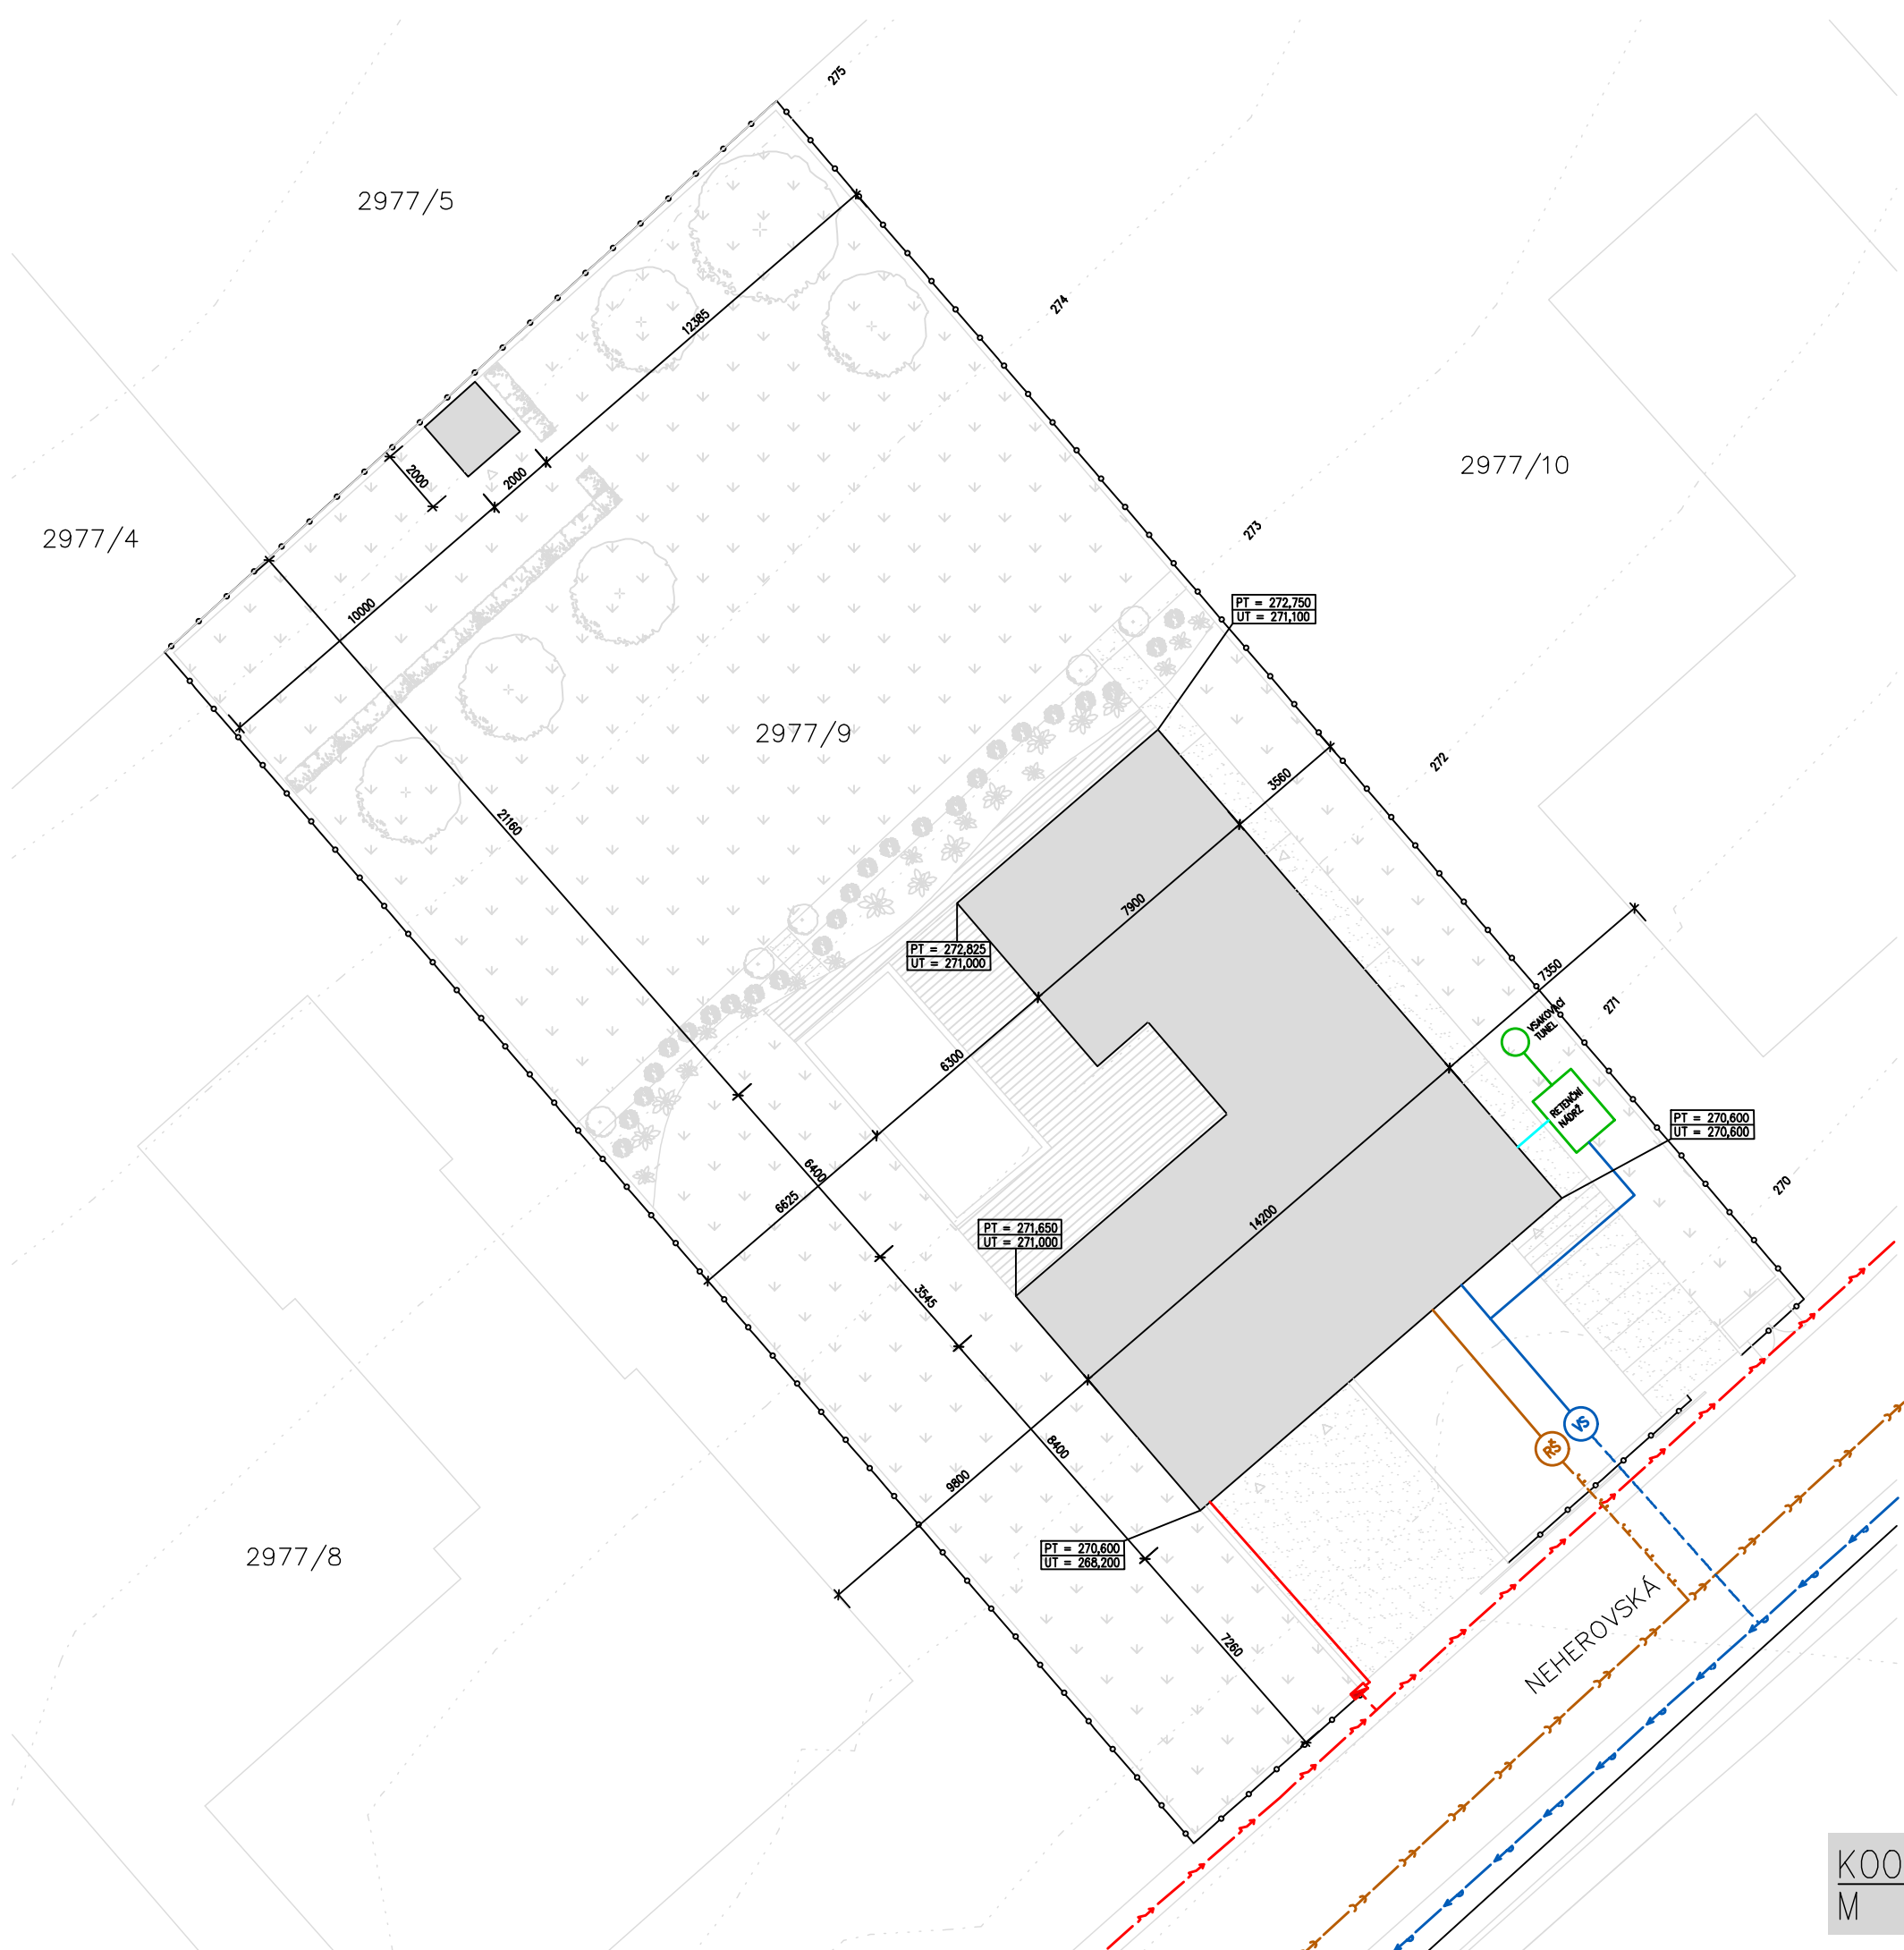 275
2977/5
274
12385
2977/10
2000
2000
2977/4
273
PT = 272,750
UT = 271,100
10000
2977/9
272
3560
21160
7900
PT = 272,825
UT = 271,000
7350
271
VSAKOVACÍ
TUNEL
6300
RETENČNÍ
NÁDRŽ
PT = 270,600
UT = 270,600
6400
6625
270
14200
PT = 271,650
UT = 271,000
3545
VS
RŠ
8400
9800
PT = 270,600
UT = 268,200
2977/8
7260
NEHEROVSKÁ
KOO
M